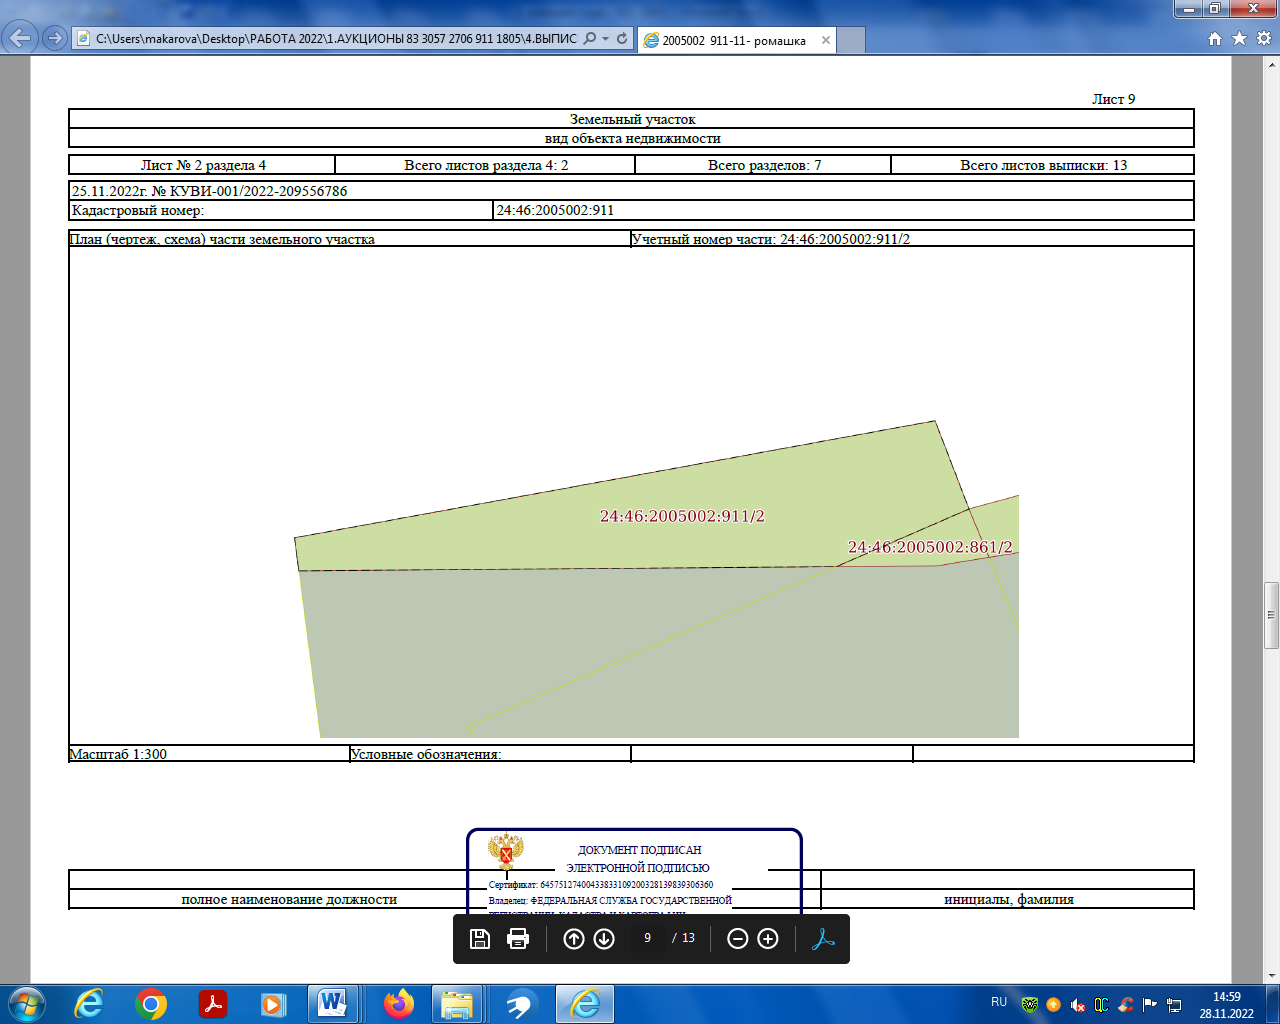 C:\Users\makarova\Desktop\РАБОТА 2022\1.АУКЦИОНЫ 83 3057 2706 911 1805\4.ВЫПИС
2005002 911-11- ромашка
Лист 9
Земельный участок
вид объекта недвижимости
Лист № 2 раздела 4 Всего листов раздела 4: 2 Всего разделов: 7 Всего листов выписки: 13
25.11.2022г. № КУВИ-001/2022-209556786
Кадастровый номер: 24:46:2005002:911
План (чертеж, схема) части земельного участка Учетный номер части: 24:46:2005002:911/2
24:46:2005002:911/2
24:46:2005002:861/2
Масштаб 1:300 Условные обозначения:
ДОКУМЕНТ ПОДПИСАН
ЭЛЕКТРОННОЙ ПОДПИСЬЮ
Сертификат: 64575127400433833109200328139839306360
Владелец: ФЕДЕРАЛЬНАЯ СЛУЖБА ГОСУДАРСТВЕННОЙ
РЕГИСТРАЦИИ, КАДАСТРА И КАРТОГРАФИИ
полное наименование должности инициалы, фамилия
9 / 13
RU 14:59
28.11.2022